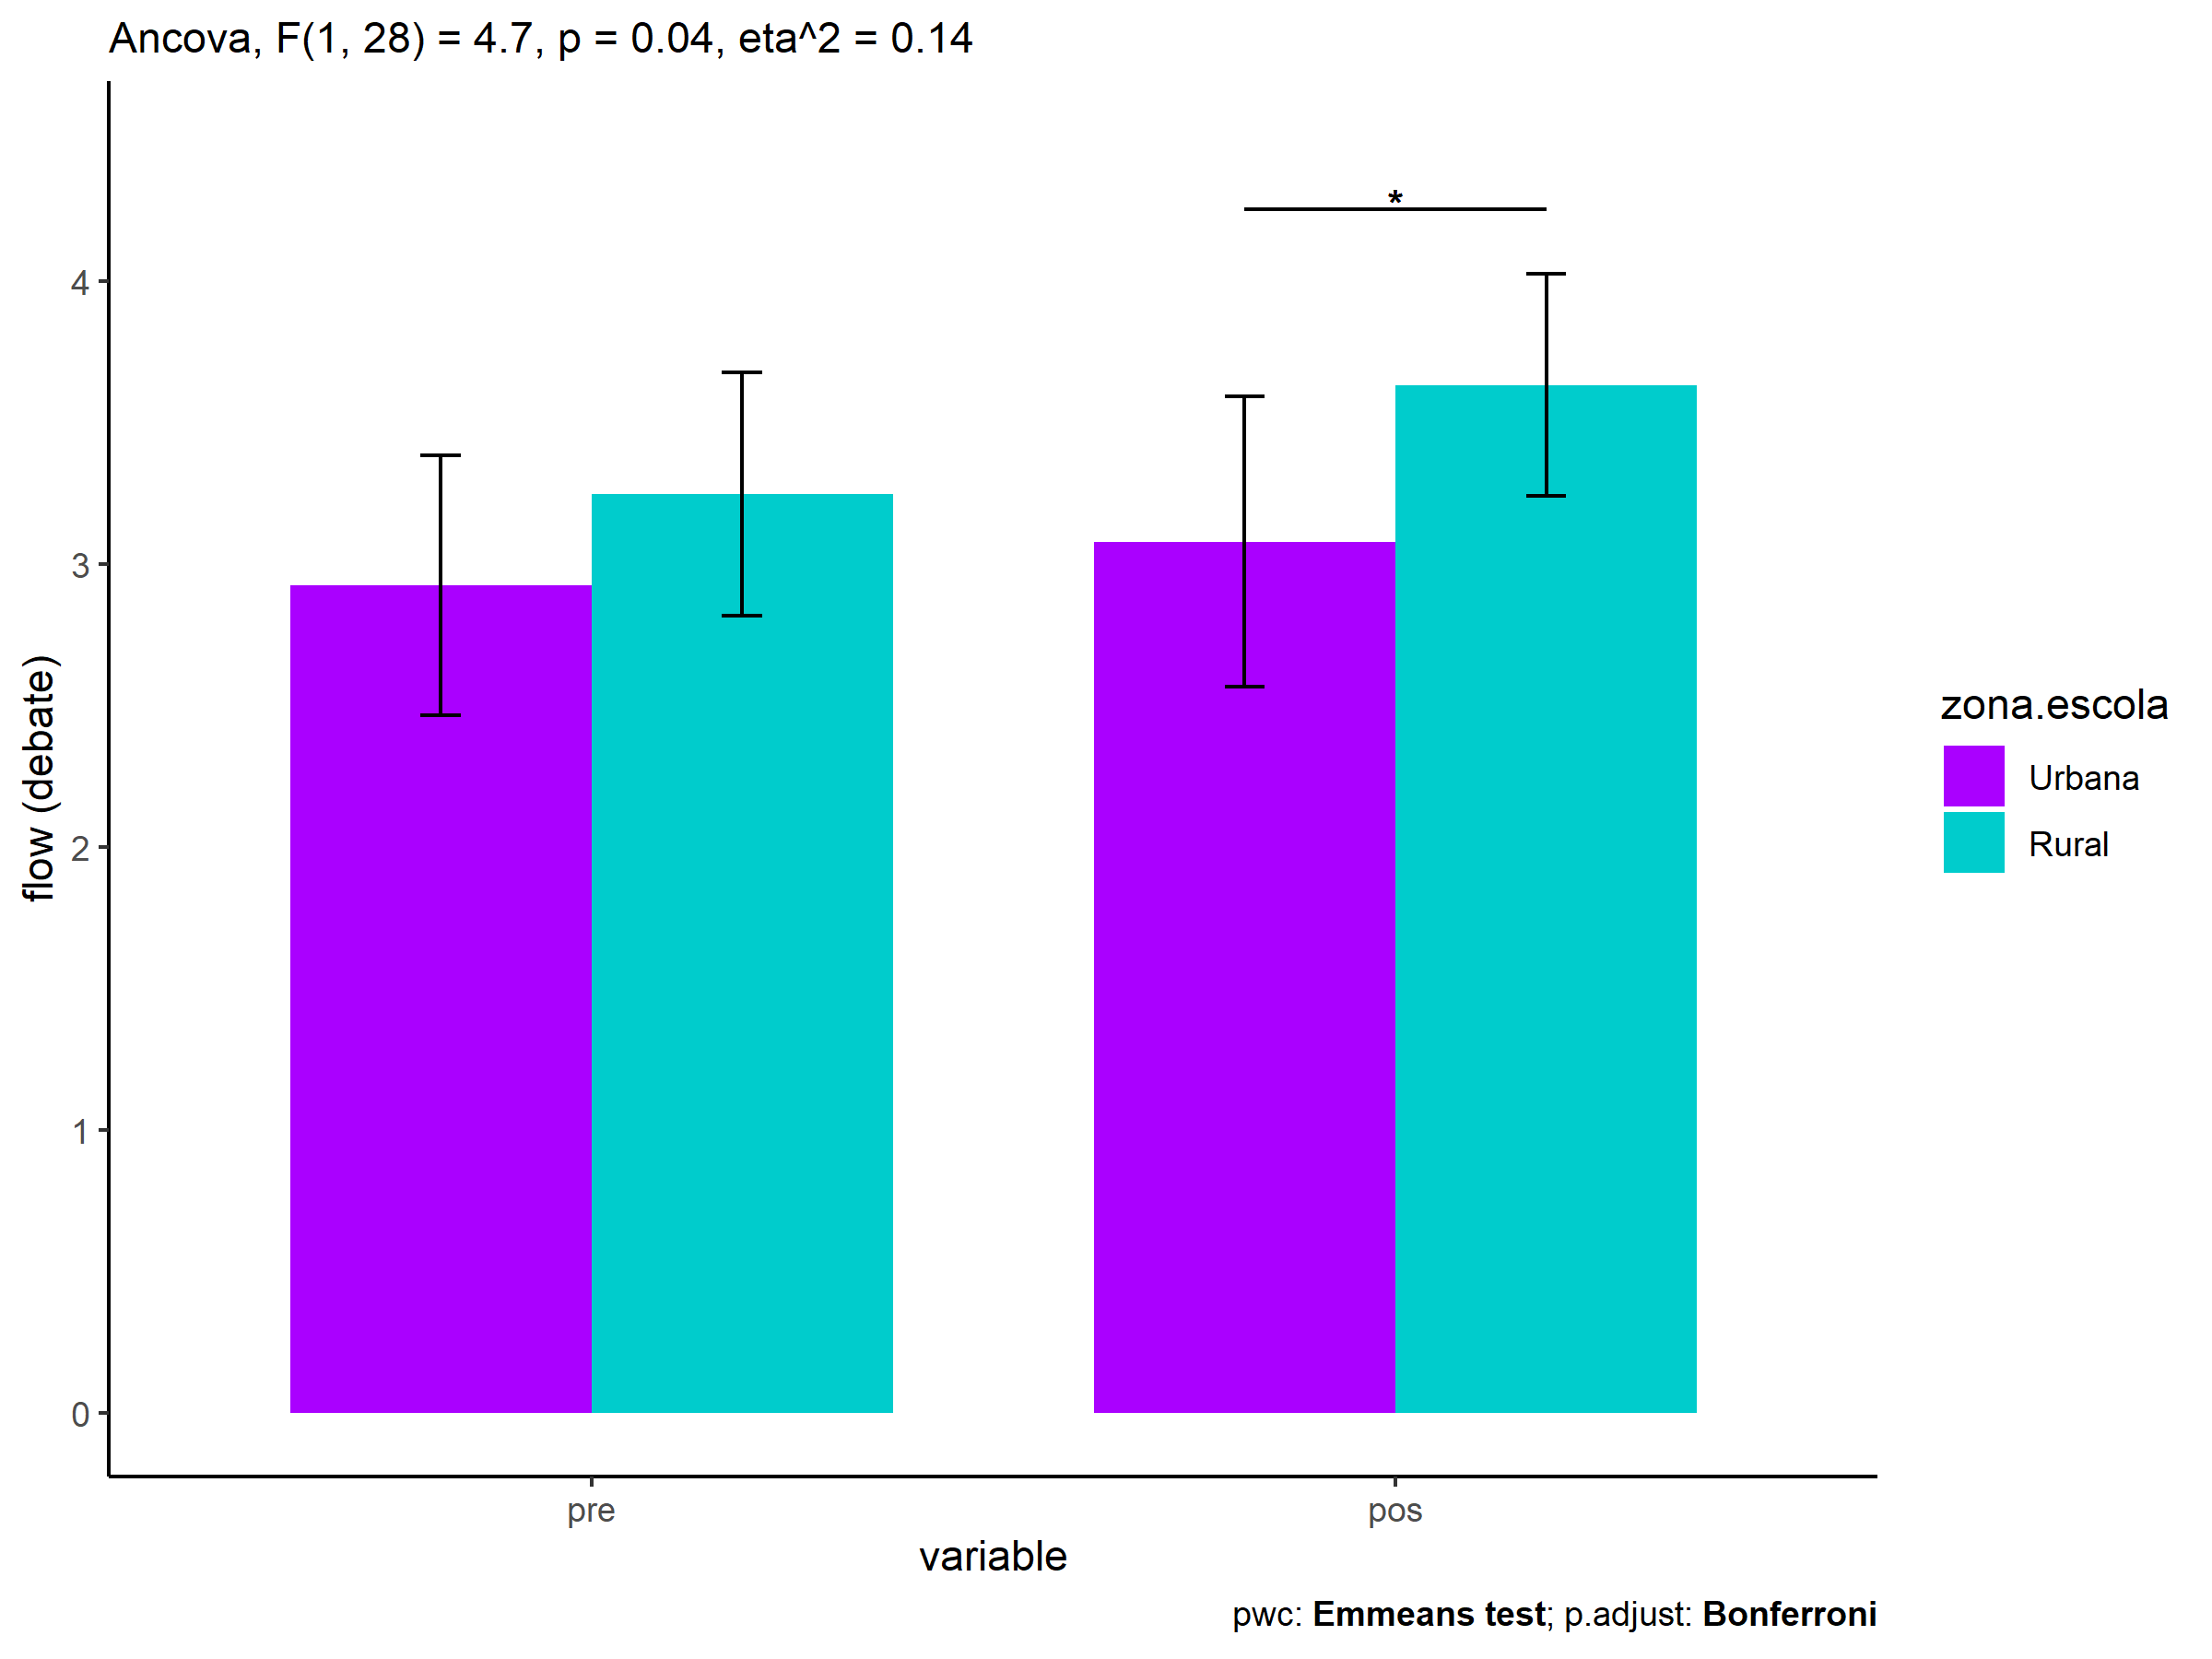 Ancova, F(1, 28) = 4.7, p = 0.04, eta^2 = 0.14
*
4
3
2
1
0
flow (debate)
pre
pos
variable
zona.escola
Urbana
Rural
pwc: Emmeans test; p.adjust: Bonferroni